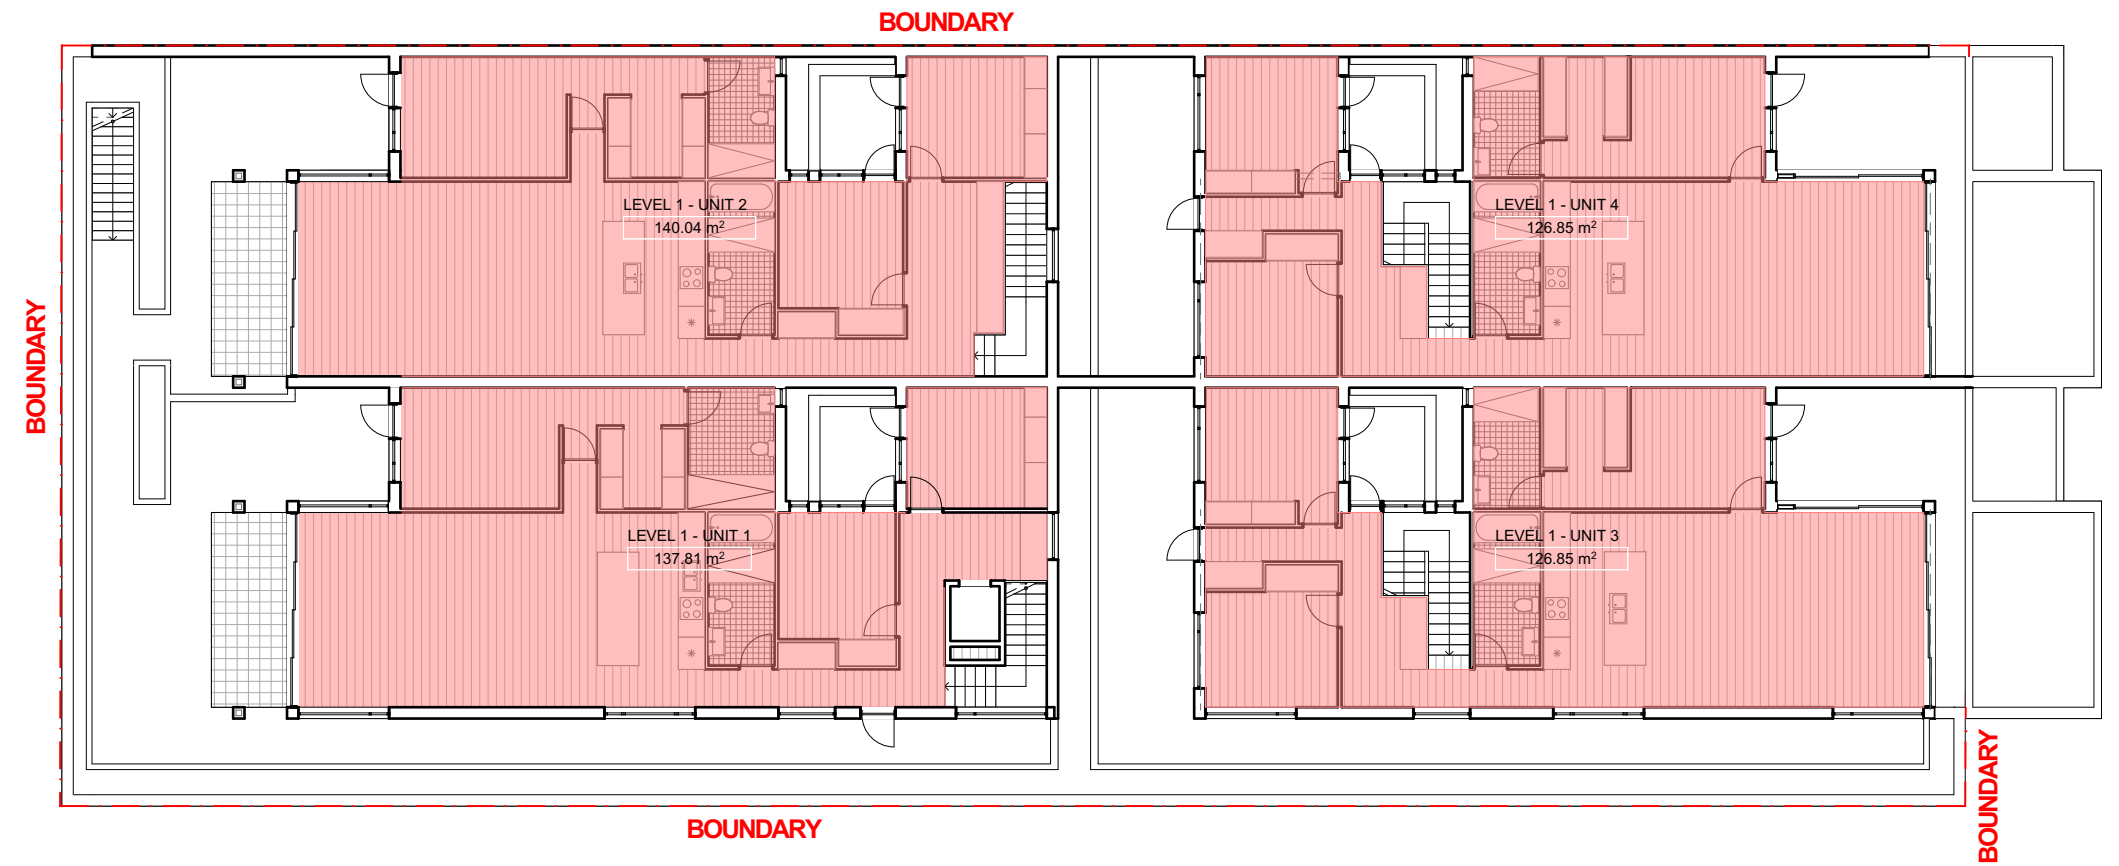 BOUNDARY
LEVEL 1 - UNIT 2
140.04 m²
LEVEL 1 - UNIT 4
126.85 m²
BOUNDARY
LEVEL 1 - UNIT 1
137.81 m²
LEVEL 1 - UNIT 3
126.85 m²
BOUNDARY
BOUNDARY